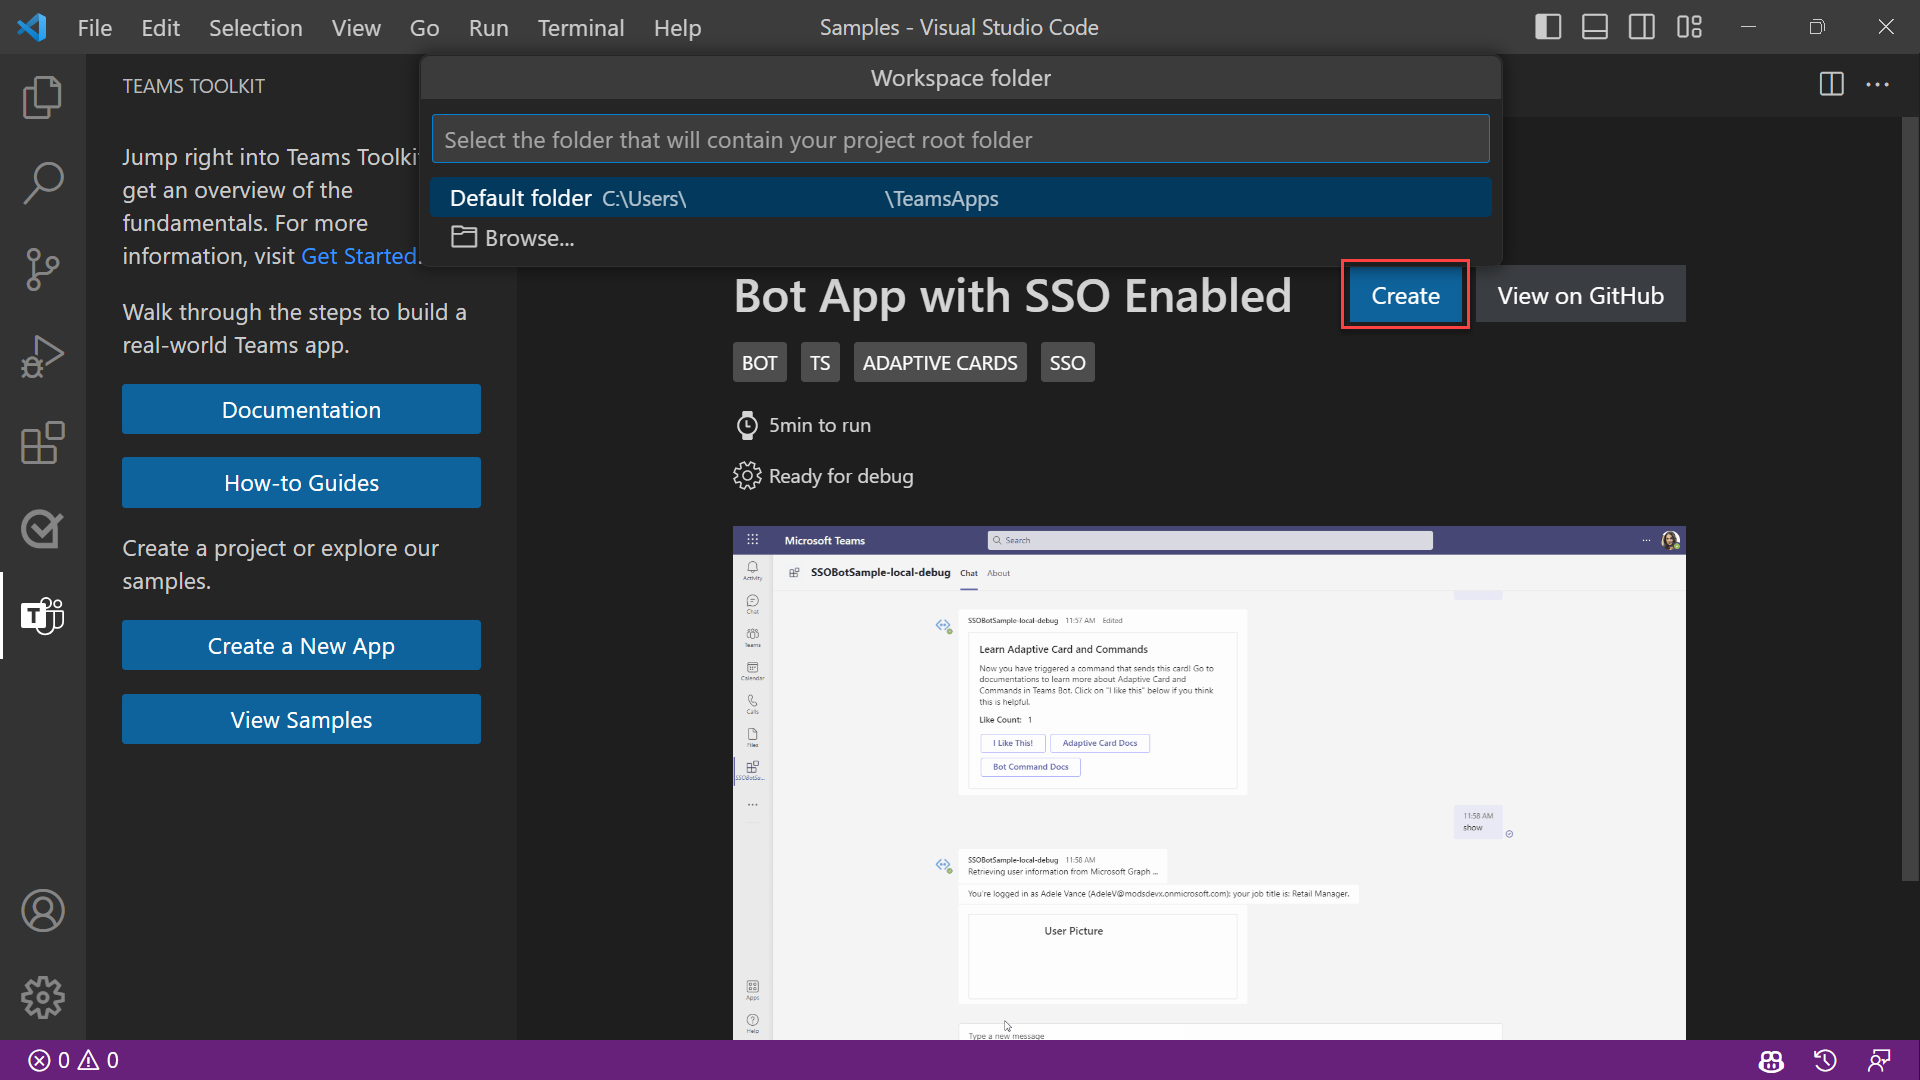 File Edit Selection View Go Run Terminal Help
Samples - Visual Studio Code
TEAMS TOOLKIT
Workspace folder
Select the folder that will contain your project root folder
Default folder C:\Users\ \TeamsApps
Browse...
Jump right into Teams Toolki
get an overview of the
fundamentals. For more
information, visit Get Started.
Walk through the steps to build a
real-world Teams app.
Documentation
How-to Guides
Create a project or explore our
samples.
Create a New App
View Samples
Bot App with SSO Enabled
Create
View on GitHub
BOT TS ADAPTIVE CARDS SSO
5min to run
Ready for debug
Microsoft Teams
Search
Activity
Chat
Teams
Calendar
Calls
Files
SSOBotSa...
Apps
Help
SSOBotSample-local-debug Chat About
SSOBotSample-local-debug 11:57 AM Edited
Learn Adaptive Card and Commands
Now you have triggered a command that sends this card! Go to
documentations to learn more about Adaptive Card and
Commands in Teams Bot. Click on "I like this" below if you think
this is helpful.
Like Count: 1
I Like This!
Adaptive Card Docs
Bot Command Docs
11:58 AM
show
SSOBotSample-local-debug 11:58 AM
Retrieving user information from Microsoft Graph ...
You're logged in as Adele Vance (AdeleV@modsdevx.onmicrosoft.com); your job title is: Retail Manager.
User Picture
Type a new message
0 0